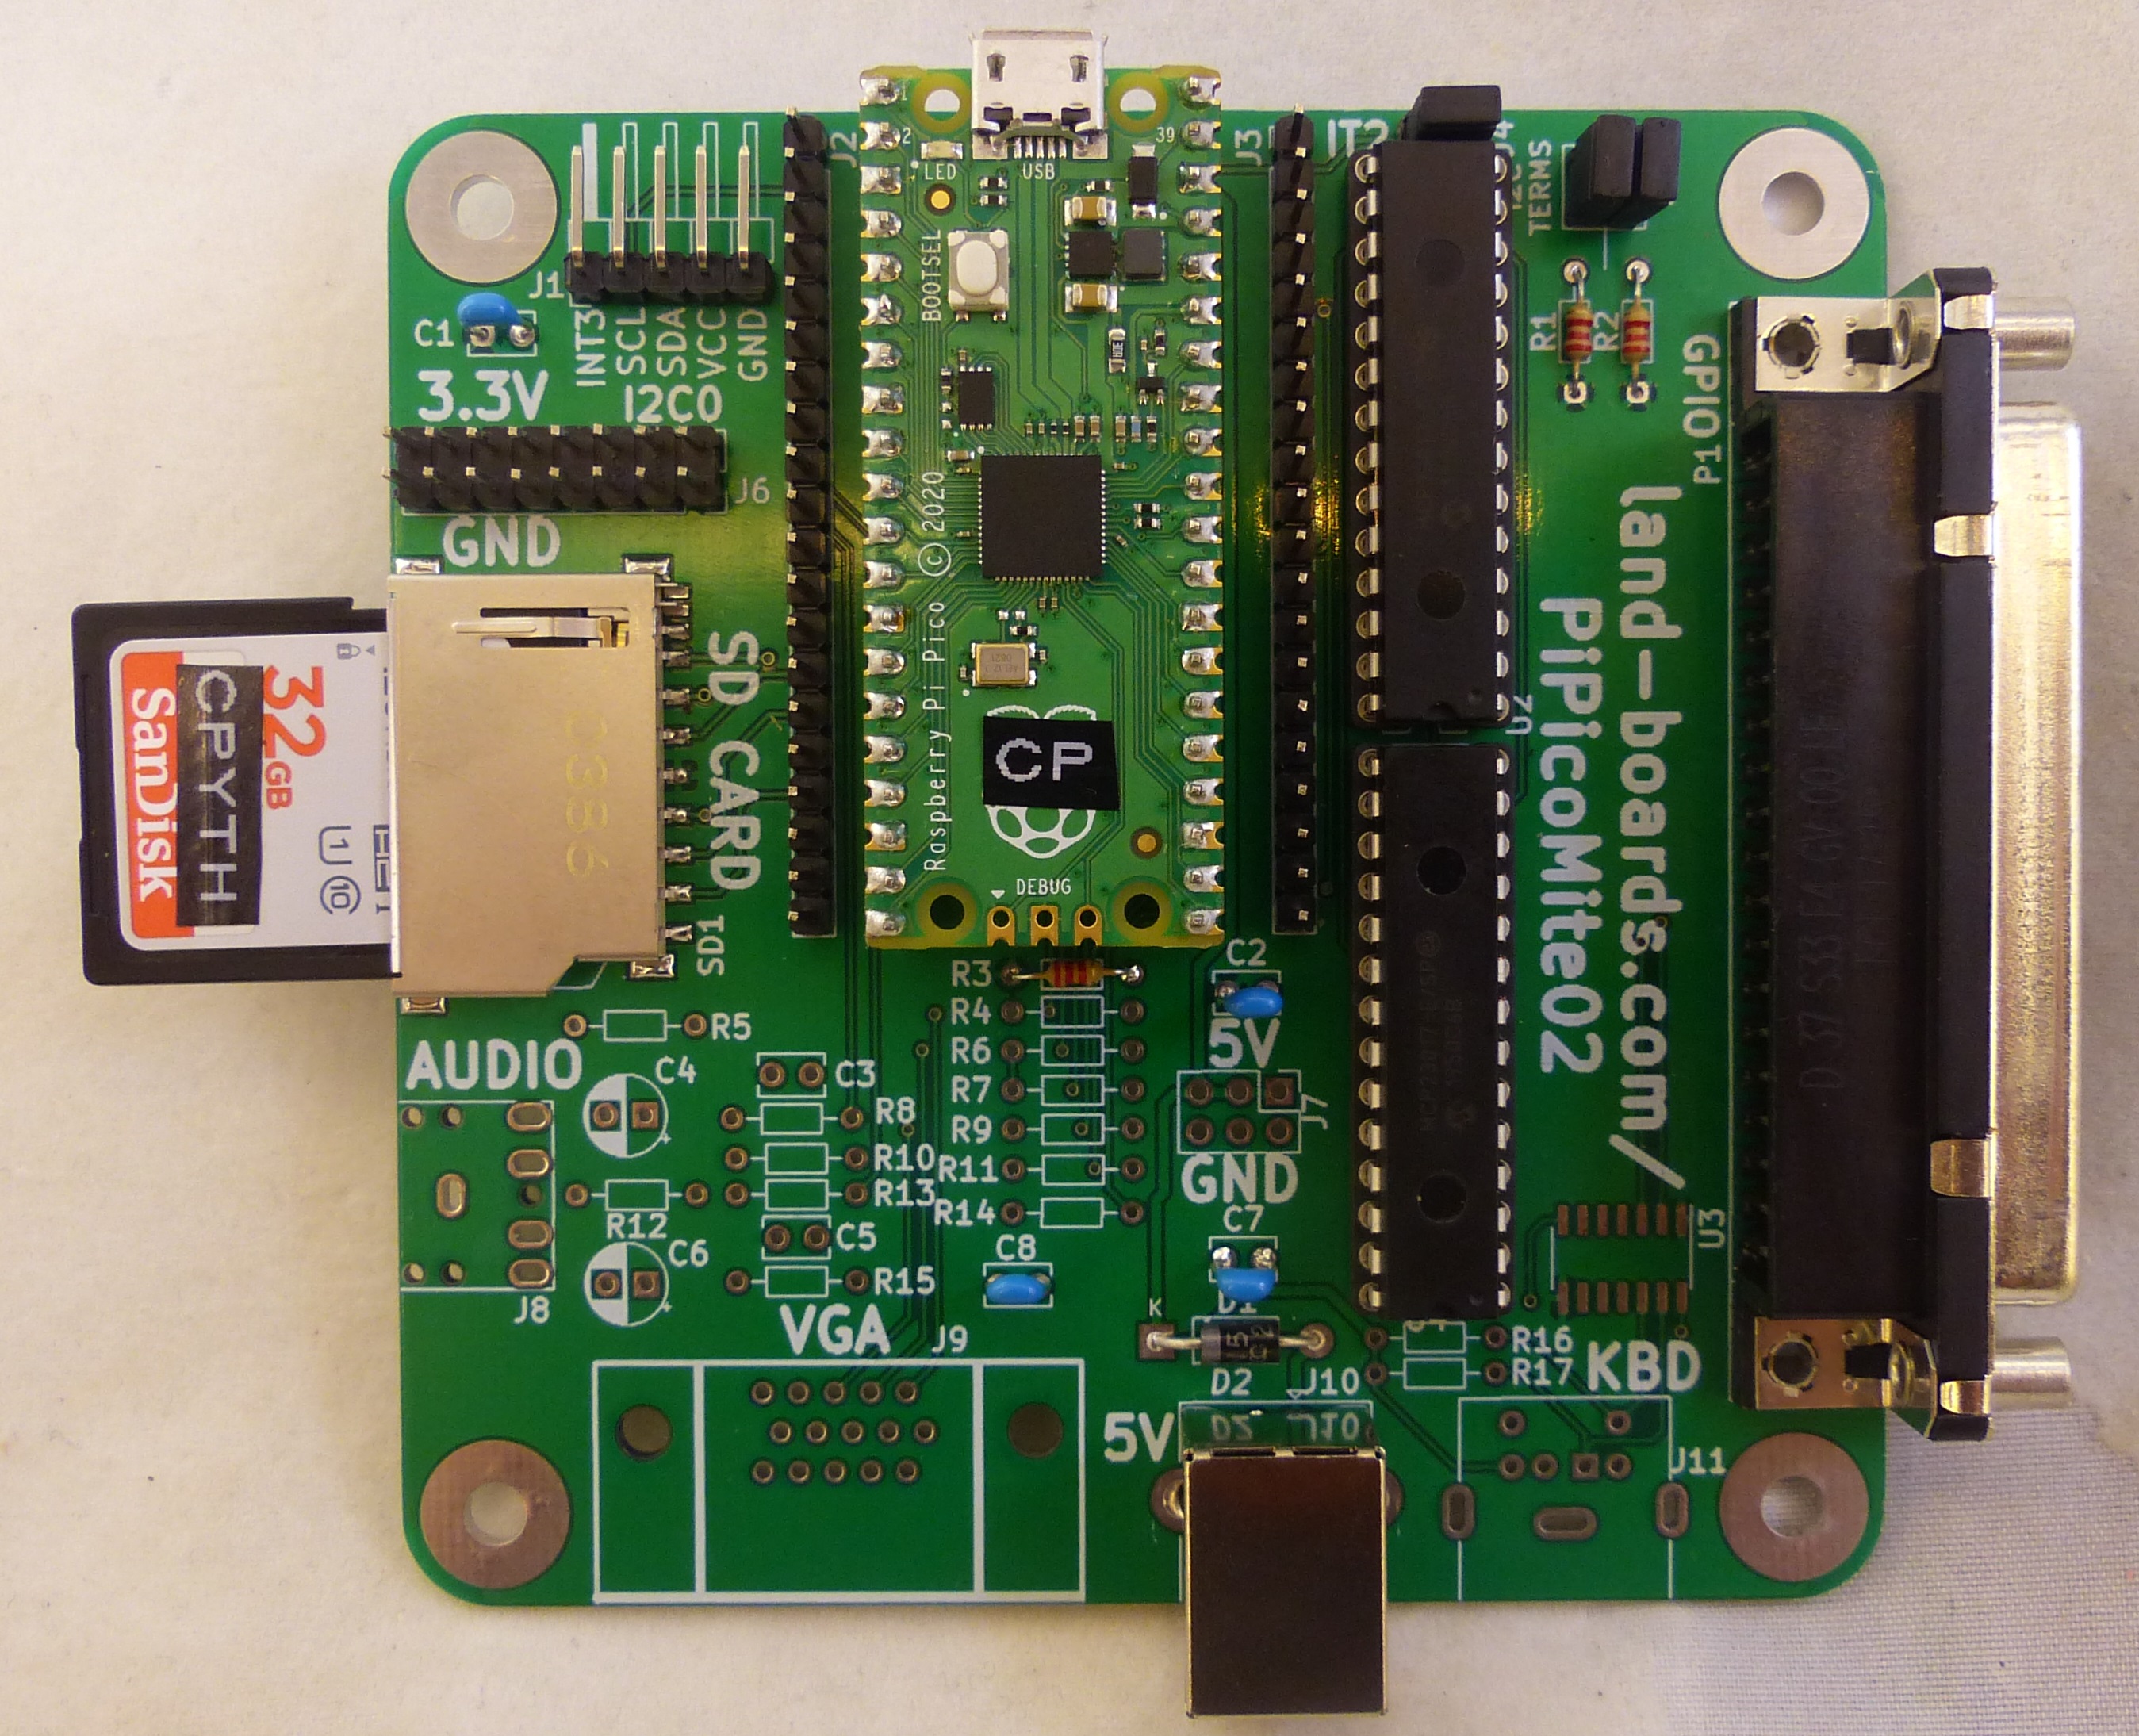 J2
LED
USB
39
J3
IT2
J4
TERMS
BOOTSEL
J1
C1
INT3
SCL
SDA
VCC
GND
3.3V
I2C0
R1
R2
GPIO
P1
J6
GND
Raspberry Pi Pico © 2020
land-boards.com/
PiPicoMite02
U2
SD CARD
SD1
32GB
CPYTH
SanDisk
CP
DEBUG
R3
C2
R4
5V
R5
R6
AUDIO
C4
C3
R7
J7
R8
R9
R10
R11
GND
R13
R14
R12
C7
U3
C5
C6
C8
R15
J8
K
D1
VGA
J9
R16
R17
KBD
D2
J10
5V
J11